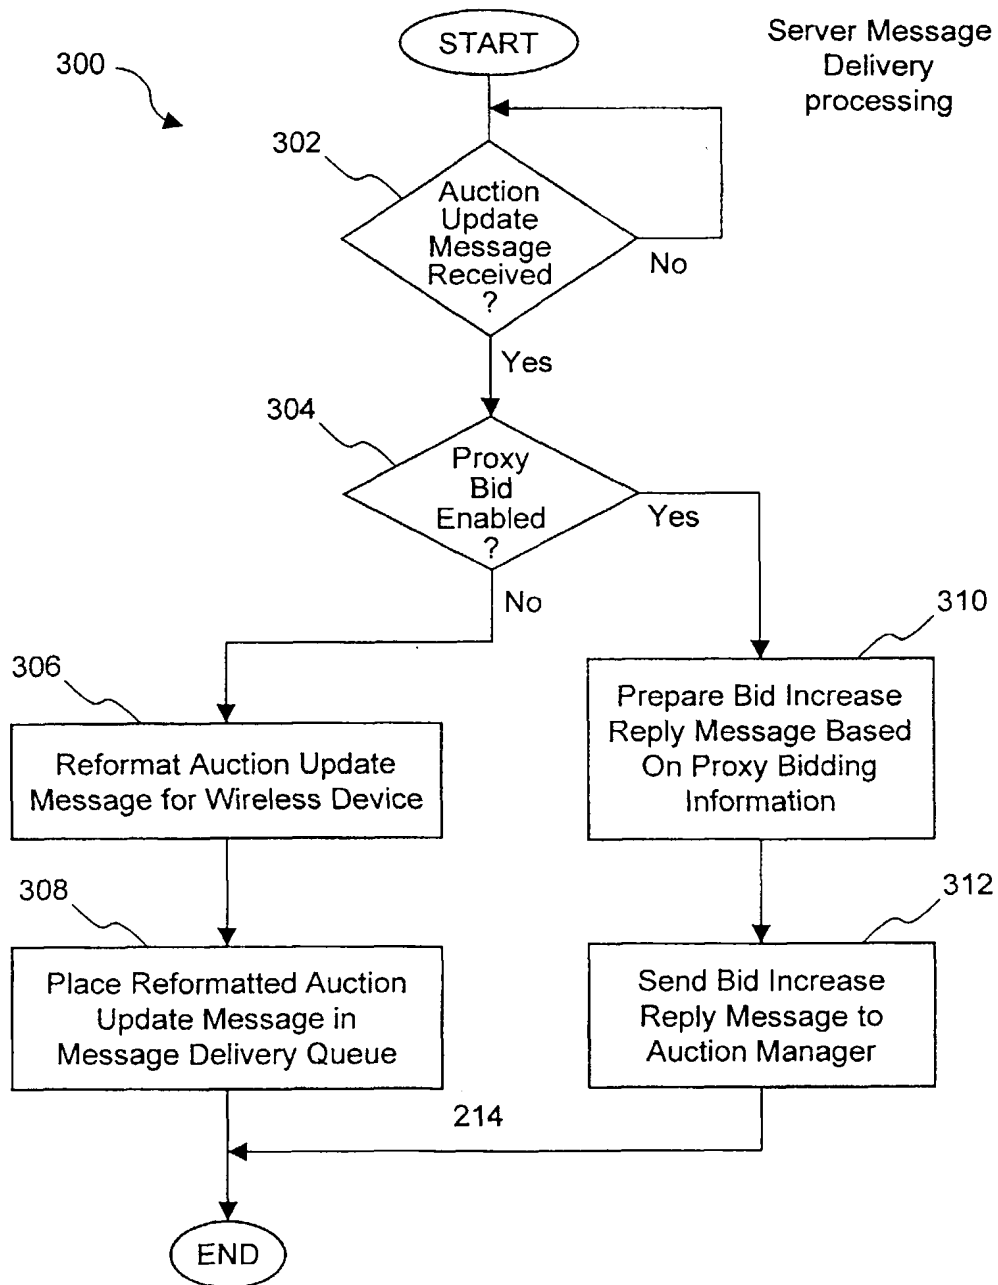 START
Server Message
Delivery
processing
300
302
Auction
Update
Message
Received
?
No
Yes
304
Proxy
Bid
Enabled
?
Yes
No
310
306
Prepare Bid Increase
Reply Message Based
On Proxy Bidding
Information
Reformat Auction Update
Message for Wireless Device
308
312
Place Reformatted Auction
Update Message in
Message Delivery Queue
Send Bid Increase
Reply Message to
Auction Manager
214
END